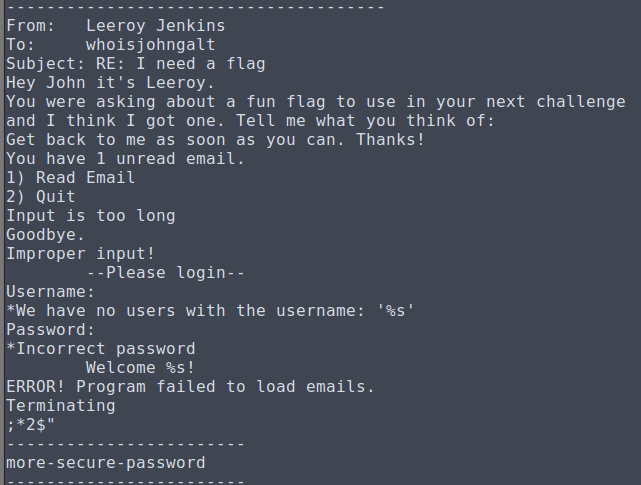 --------------------------------------
From:   Leeroy Jenkins
To:     whoisjohngalt
Subject: RE: I need a flag
Hey John it's Leeroy.
You were asking about a fun flag to use in your next challenge
and I think I got one. Tell me what you think of:
Get back to me as soon as you can. Thanks!
You have 1 unread email.
1) Read Email
2) Quit
Input is too long
Goodbye.
Improper input!
        --Please login--
Username:
*We have no users with the username: '%s'
Password:
*Incorrect password
        Welcome %s!
ERROR! Program failed to load emails.
Terminating
;*2$"
------------------------
more-secure-password
------------------------